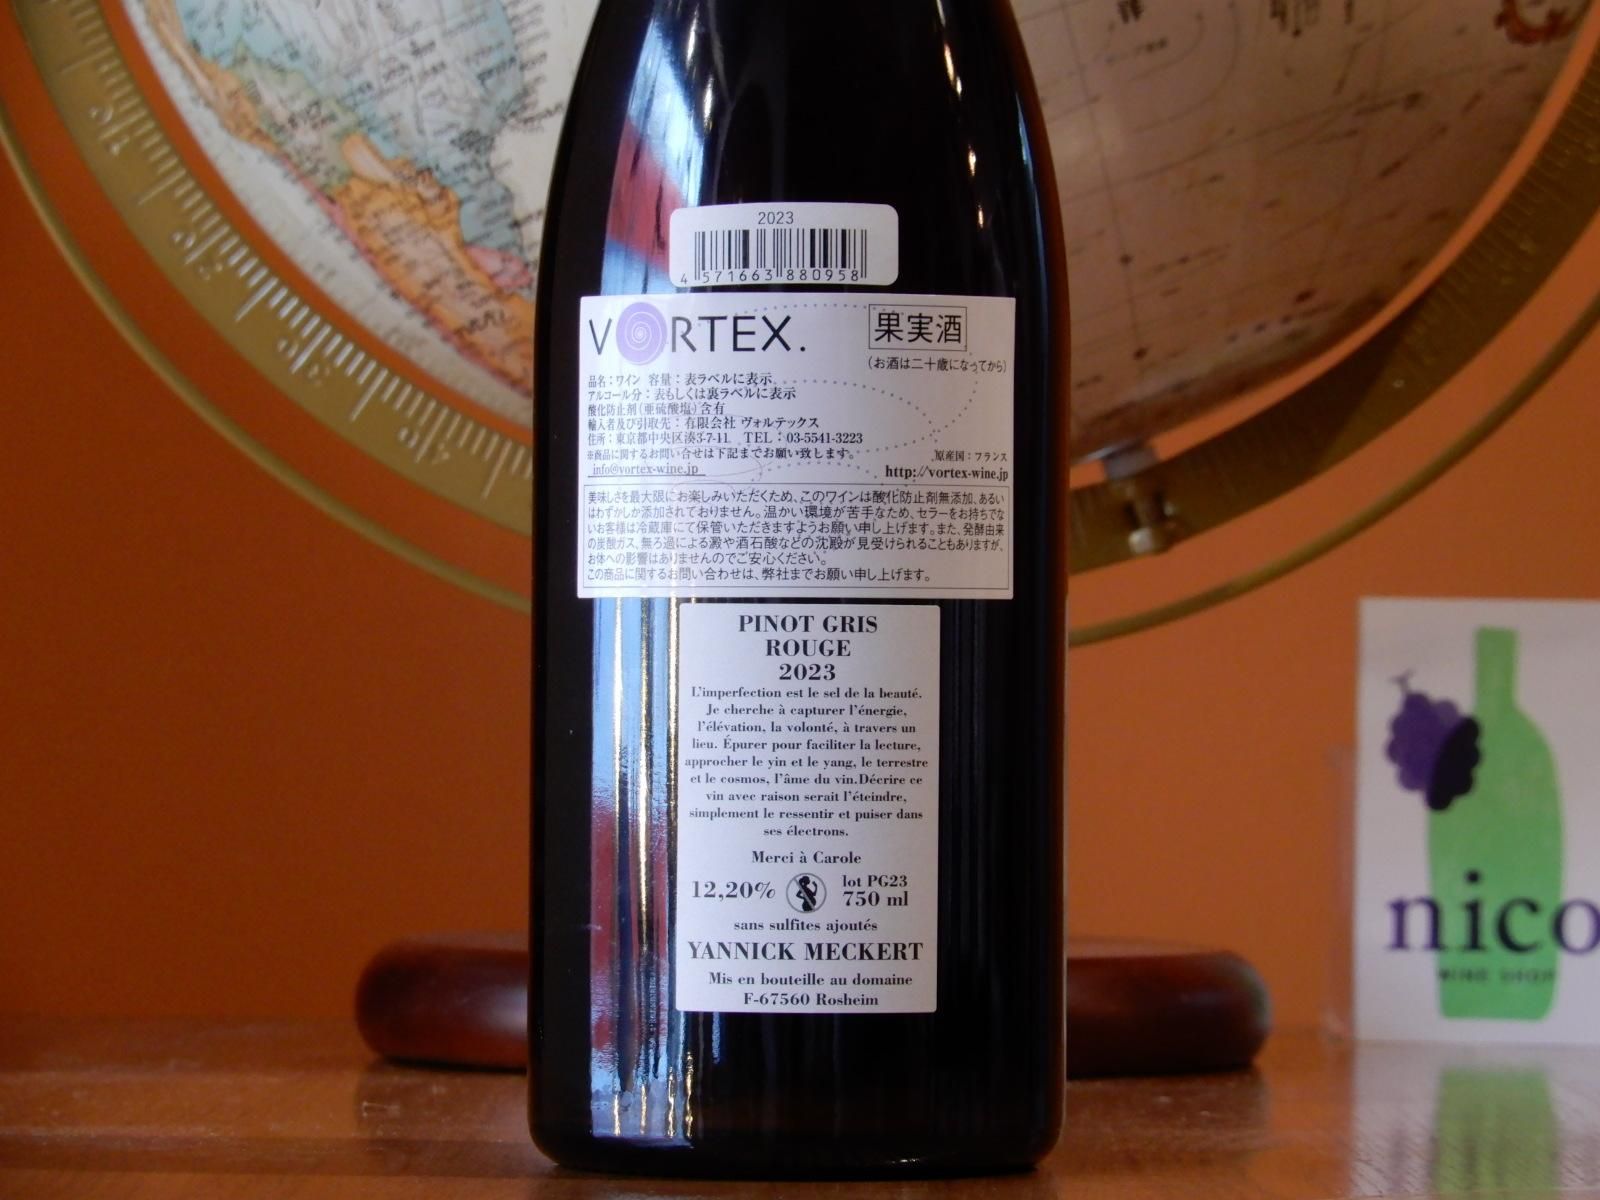 2023
4 571663 880958
VORTEX.
果実酒
(お酒は二十歳になってから)
品名：ワイン 容量：表ラベルに表示
アルコール分：表もしくは裏ラベルに表示
酸化防止剤(亜硫酸塩)含有
輸入者及び引取先：有限会社 ヴォルテックス
住所：東京都中央区湊3-7-11 TEL：03-5541-3223
※商品に関するお問い合せは下記までお願い致します。
原産国：フランス
info@vortex-wine.jp
http://vortex-wine.jp
美味しさを最大限にお楽しみいただくため、このワインは酸化防止剤無添加、あるい
はわずかしか添加されておりません。温かい環境が苦手なため、セラーをお持ちでな
いお客様は冷蔵庫にて保管いただきますようお願い申し上げます。また、発酵由来
の炭酸ガス、無ろ過による澱や酒石酸などの沈殿が見受けられることもありますが、
お体への影響はありませんのでご安心ください。
この商品に関するお問い合わせは、弊社までお願い申し上げます。
PINOT GRIS
ROUGE
2023
L'imperfection est le sel de la beauté.
Je cherche à capturer l'énergie,
l'élévation, la volonté, à travers un
lieu. Épurer pour faciliter la lecture,
approcher le yin et le yang, le terrestre
et le cosmos, l'âme du vin.Décrire ce
vin avec raison serait l'éteindre,
simplement le ressentir et puiser dans
ses électrons.
Merci à Carole
12,20%
lot PG23
750 ml
sans sulfites ajoutés
YANNICK MECKERT
Mis en bouteille au domaine
F-67560 Rosheim
nico
WINE SHOP